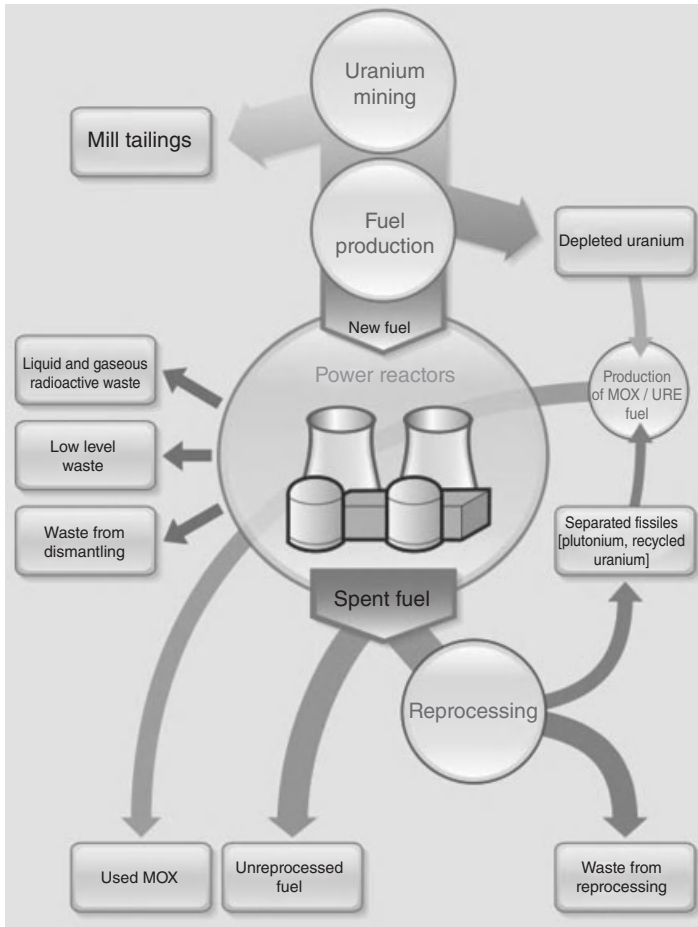 Uranium
mining
Mill tailings
Fuel
production
Depleted uranium
New fuel
Liquid and gaseous
radioactive waste
Power reactors
Production
of MOX / URE
fuel
Low level
waste
Waste from
dismantling
Separated fissiles
[plutonium, recycled
uranium]
Spent fuel
Reprocessing
Used MOX
Unreprocessed
fuel
Waste from
reprocessing